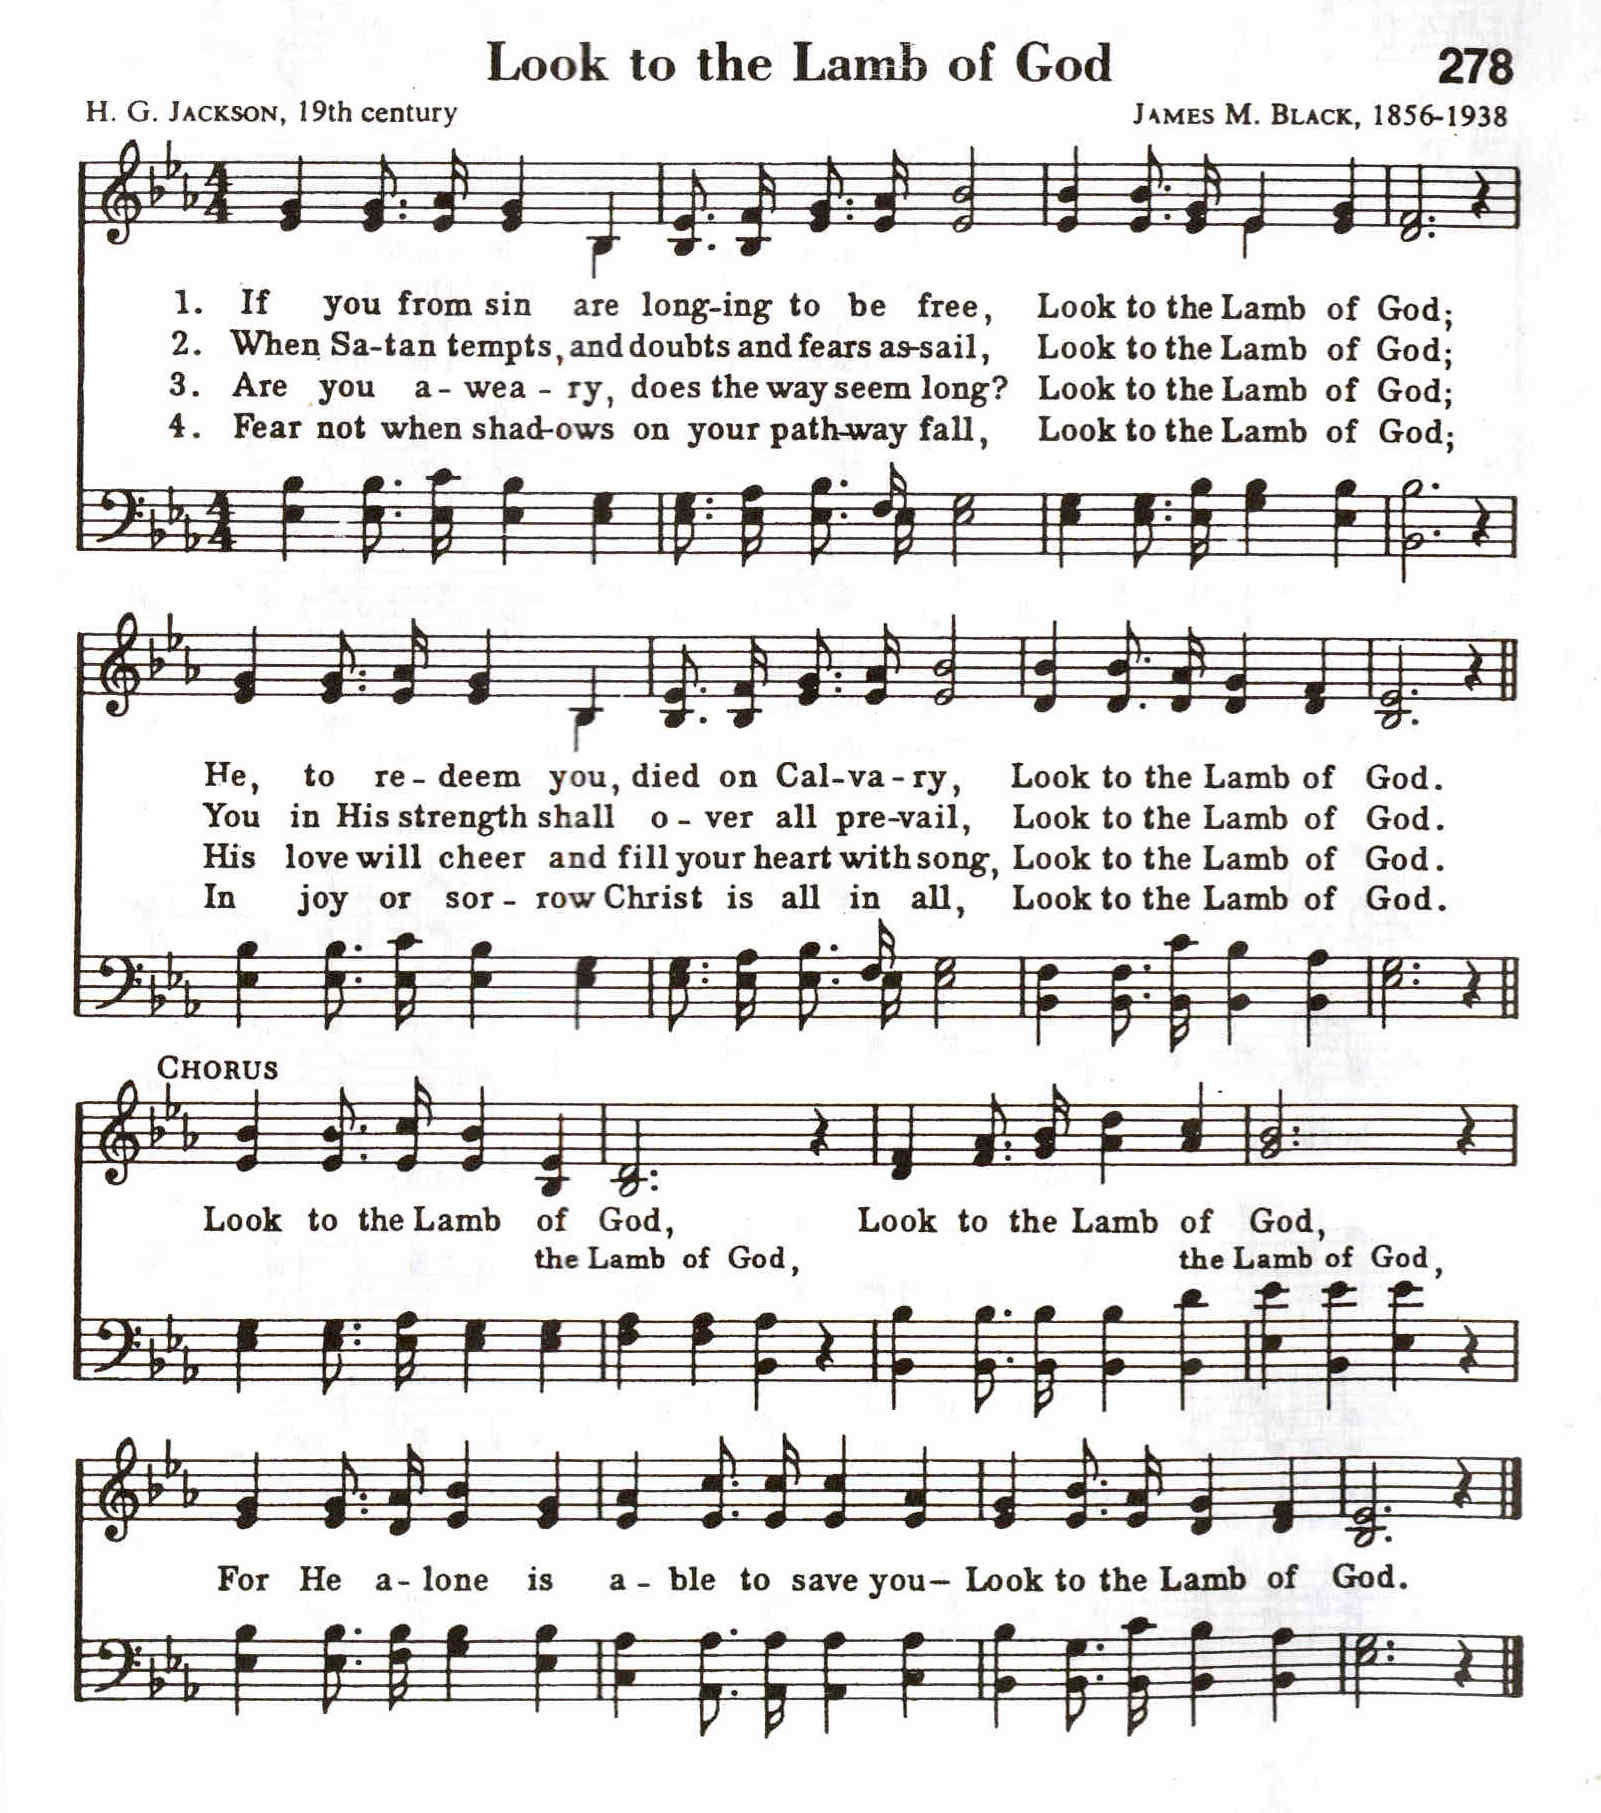 Look to the Lamb of God 278
H. G. JACKSON, 19th century JAMES M. BLACK, 1856-1938
1. If you from sin are long-ing to be free, Look to the Lamb of God;
2. When Sa-tan tempts, and doubts and fears as-sail, Look to the Lamb of God;
3. Are you a-wea-ry, does the way seem long? Look to the Lamb of God;
4. Fear not when shad-ows on your path-way fall, Look to the Lamb of God;
He, to re-deem you, died on Cal-va-ry, Look to the Lamb of God.
You in His strength shall o-ver all pre-vail, Look to the Lamb of God.
His love will cheer and fill your heart with song, Look to the Lamb of God.
In joy or sor-row Christ is all in all, Look to the Lamb of God.
CHORUS
Look to the Lamb of God, Look to the Lamb of God,
the Lamb of God, the Lamb of God,
For He a-lone is a-ble to save you— Look to the Lamb of God.